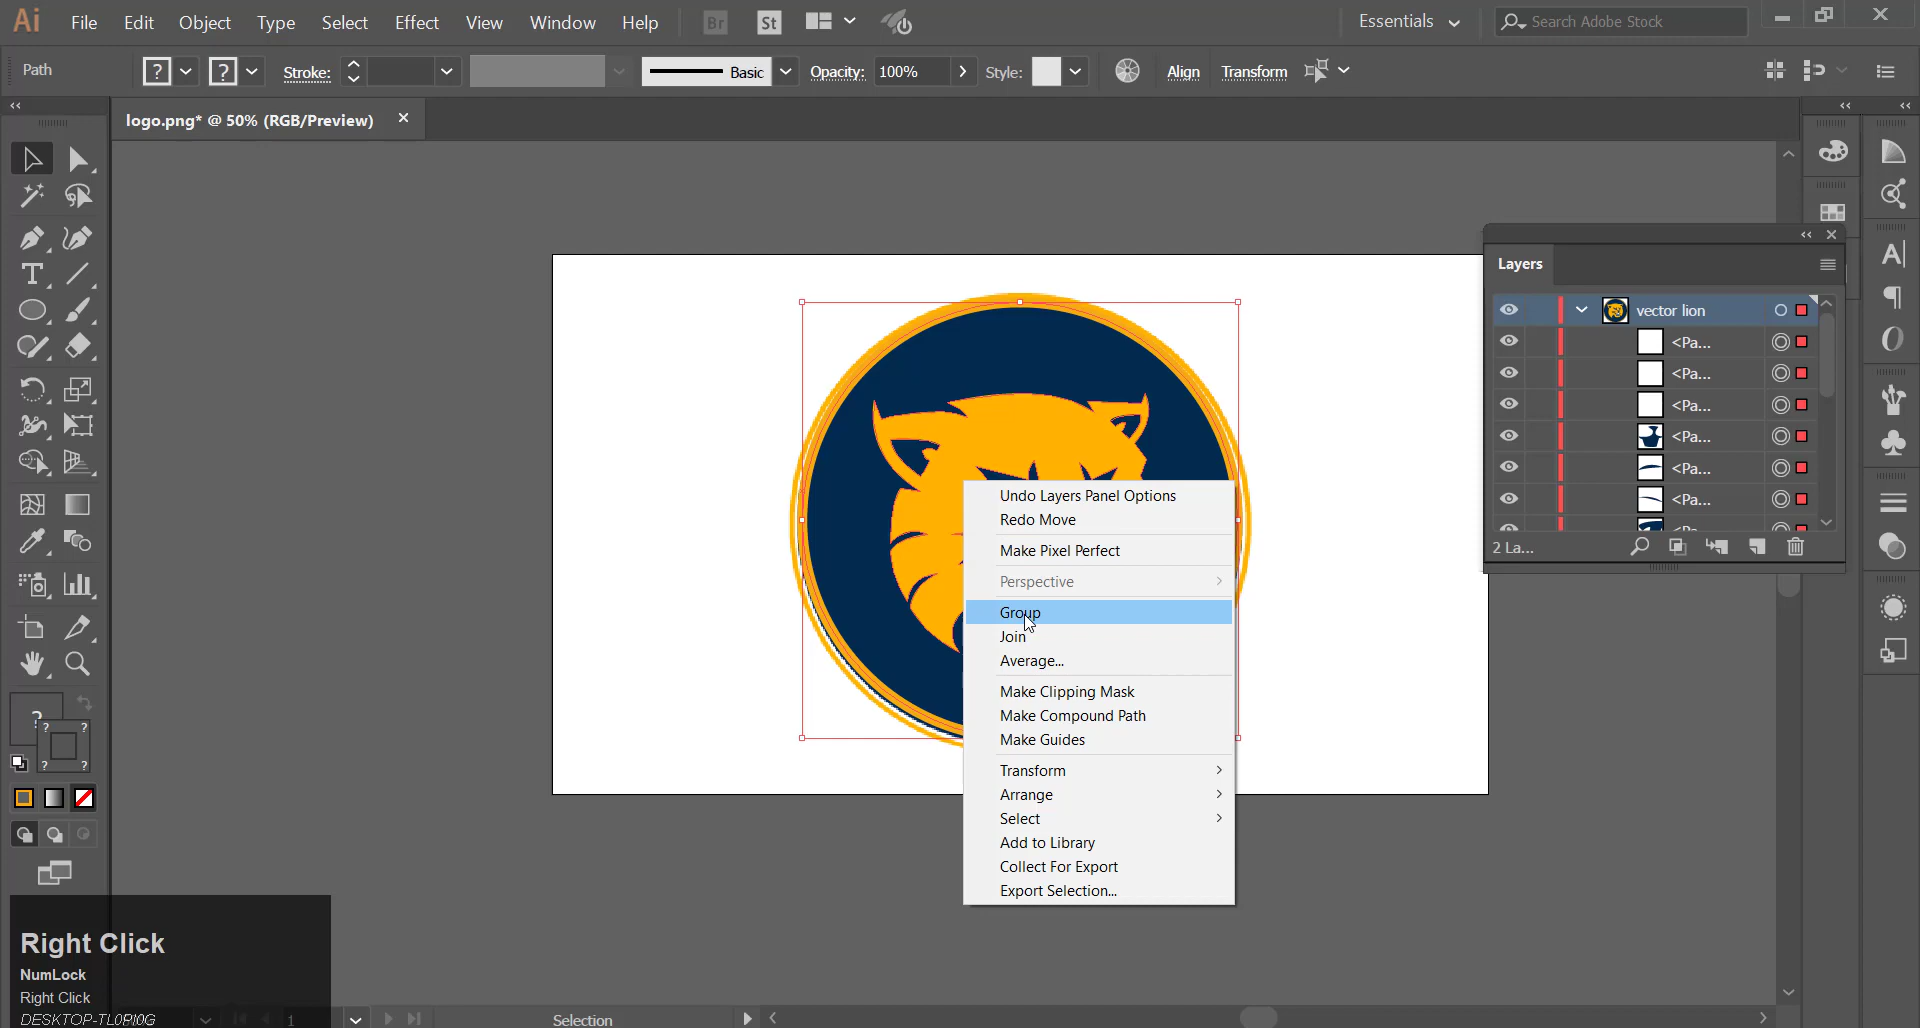 Ai File Edit Object Type Select Effect View Window Help Br St Essentials Search Adobe Stock
Path ? ? Stroke: Basic Opacity: 100% Style: Align Transform
logo.png* @ 50% (RGB/Preview)
Layers
vector lion
<Pa...
<Pa...
<Pa...
<Pa...
<Pa...
<Pa...
2 La...
Undo Layers Panel Options
Redo Move
Make Pixel Perfect
Perspective
Group
Join
Average...
Make Clipping Mask
Make Compound Path
Make Guides
Transform
Arrange
Select
Add to Library
Collect For Export
Export Selection...
Right Click
NumLock
Right Click
1
Selection